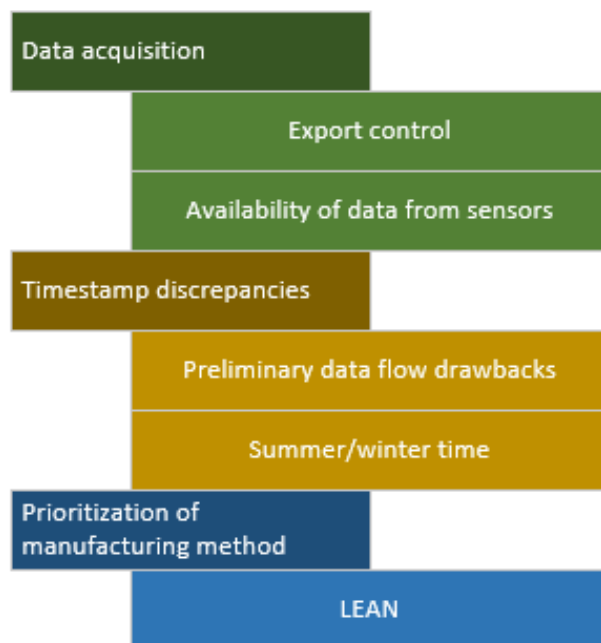 Data acquisition
Export control
Availability of data from sensors
Timestamp discrepancies
Preliminary data flow drawbacks
Summer/winter time
Prioritization of
manufacturing method
LEAN